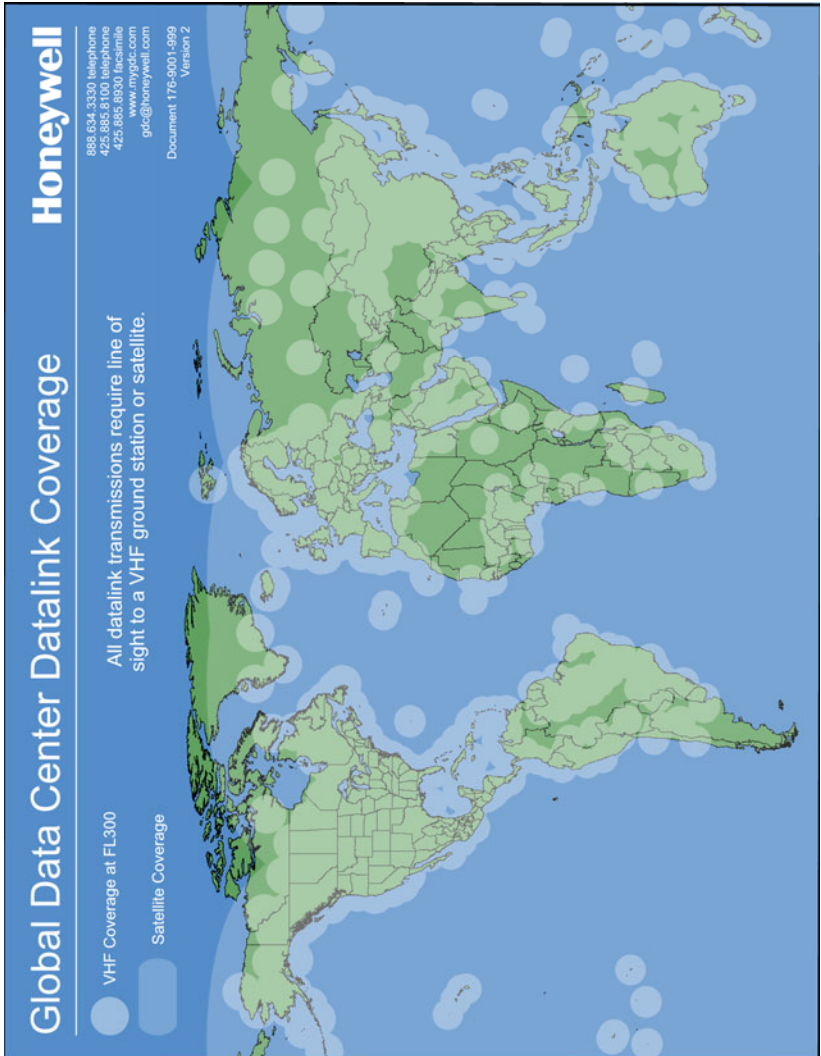 Global Data Center Datalink Coverage
Honeywell
VHF Coverage at FL300
Satellite Coverage
All datalink transmissions require line of
sight to a VHF ground station or satellite.
888.634.3330 telephone
425.885.8100 telephone
425.885.8930 facsimile
www.mygdc.com
gdc@honeywell.com
Document 176-9001-999
Version 2